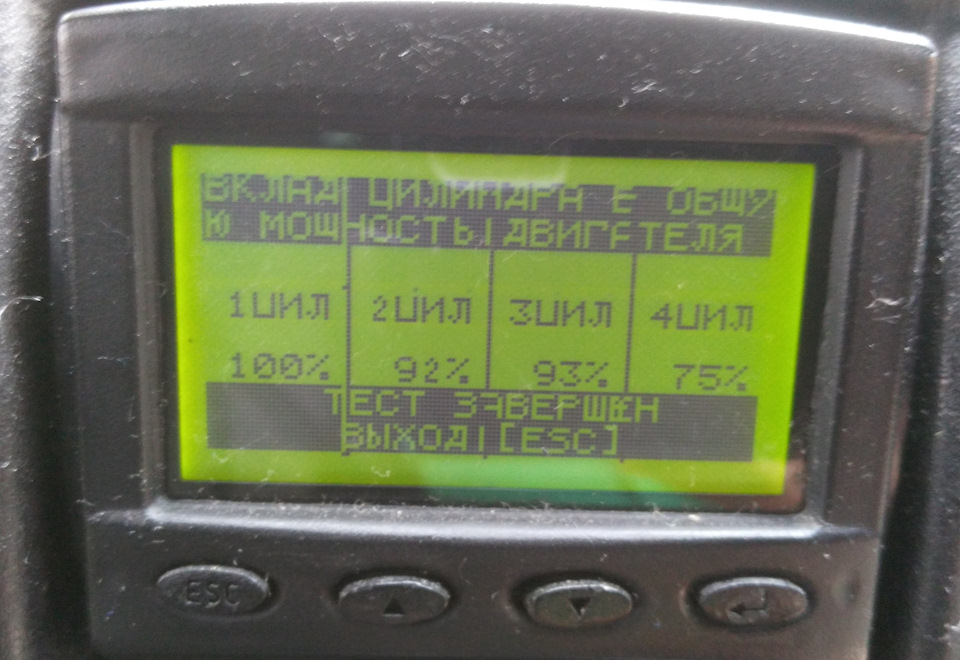 ВКЛАД ЦИЛИНДРА В ОБЩУ
Ю МОЩНОСТЬ ДВИГАТЕЛЯ
1ЦИЛ 2ЦИЛ 3ЦИЛ 4ЦИЛ
100% 92% 93% 75%
ТЕСТ ЗАВЕРШЕН
ВЫХОД [ESC]
ESC